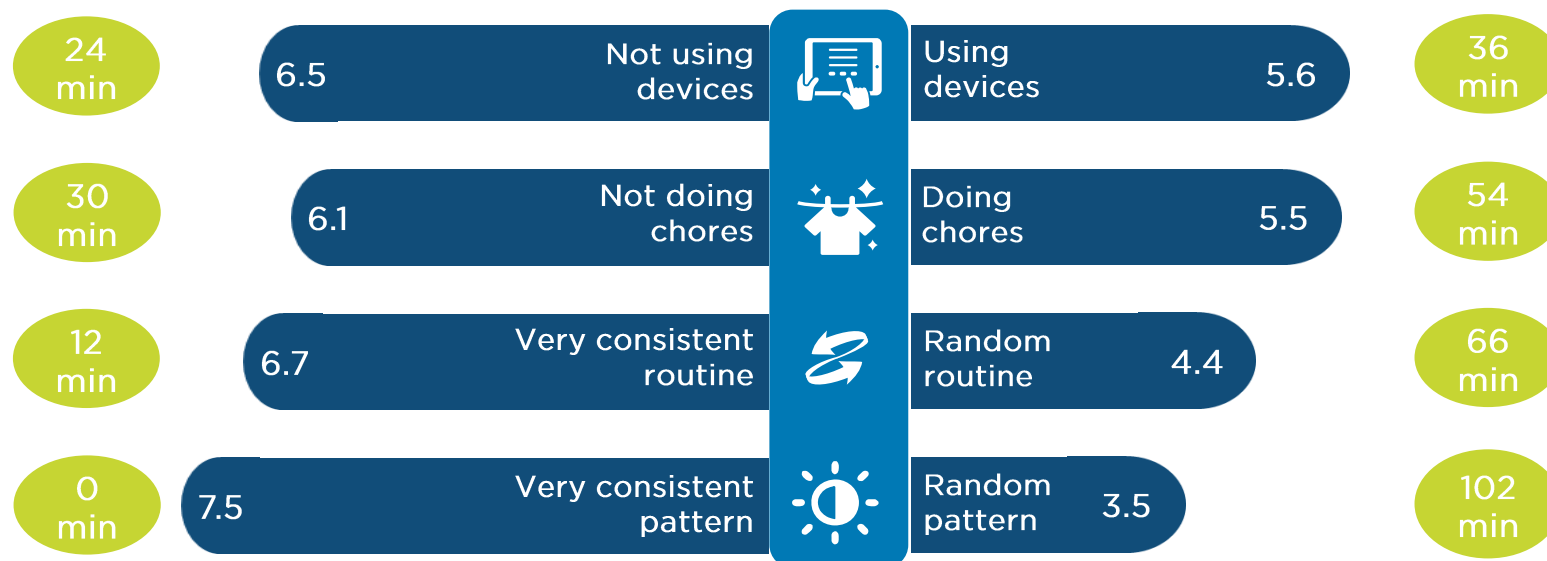 24
min
6.5
Not using
devices
Using
devices
5.6
36
min
30
min
6.1
Not doing
chores
Doing
chores
5.5
54
min
12
min
6.7
Very consistent
routine
Random
routine
4.4
66
min
0
min
7.5
Very consistent
pattern
Random
pattern
3.5
102
min